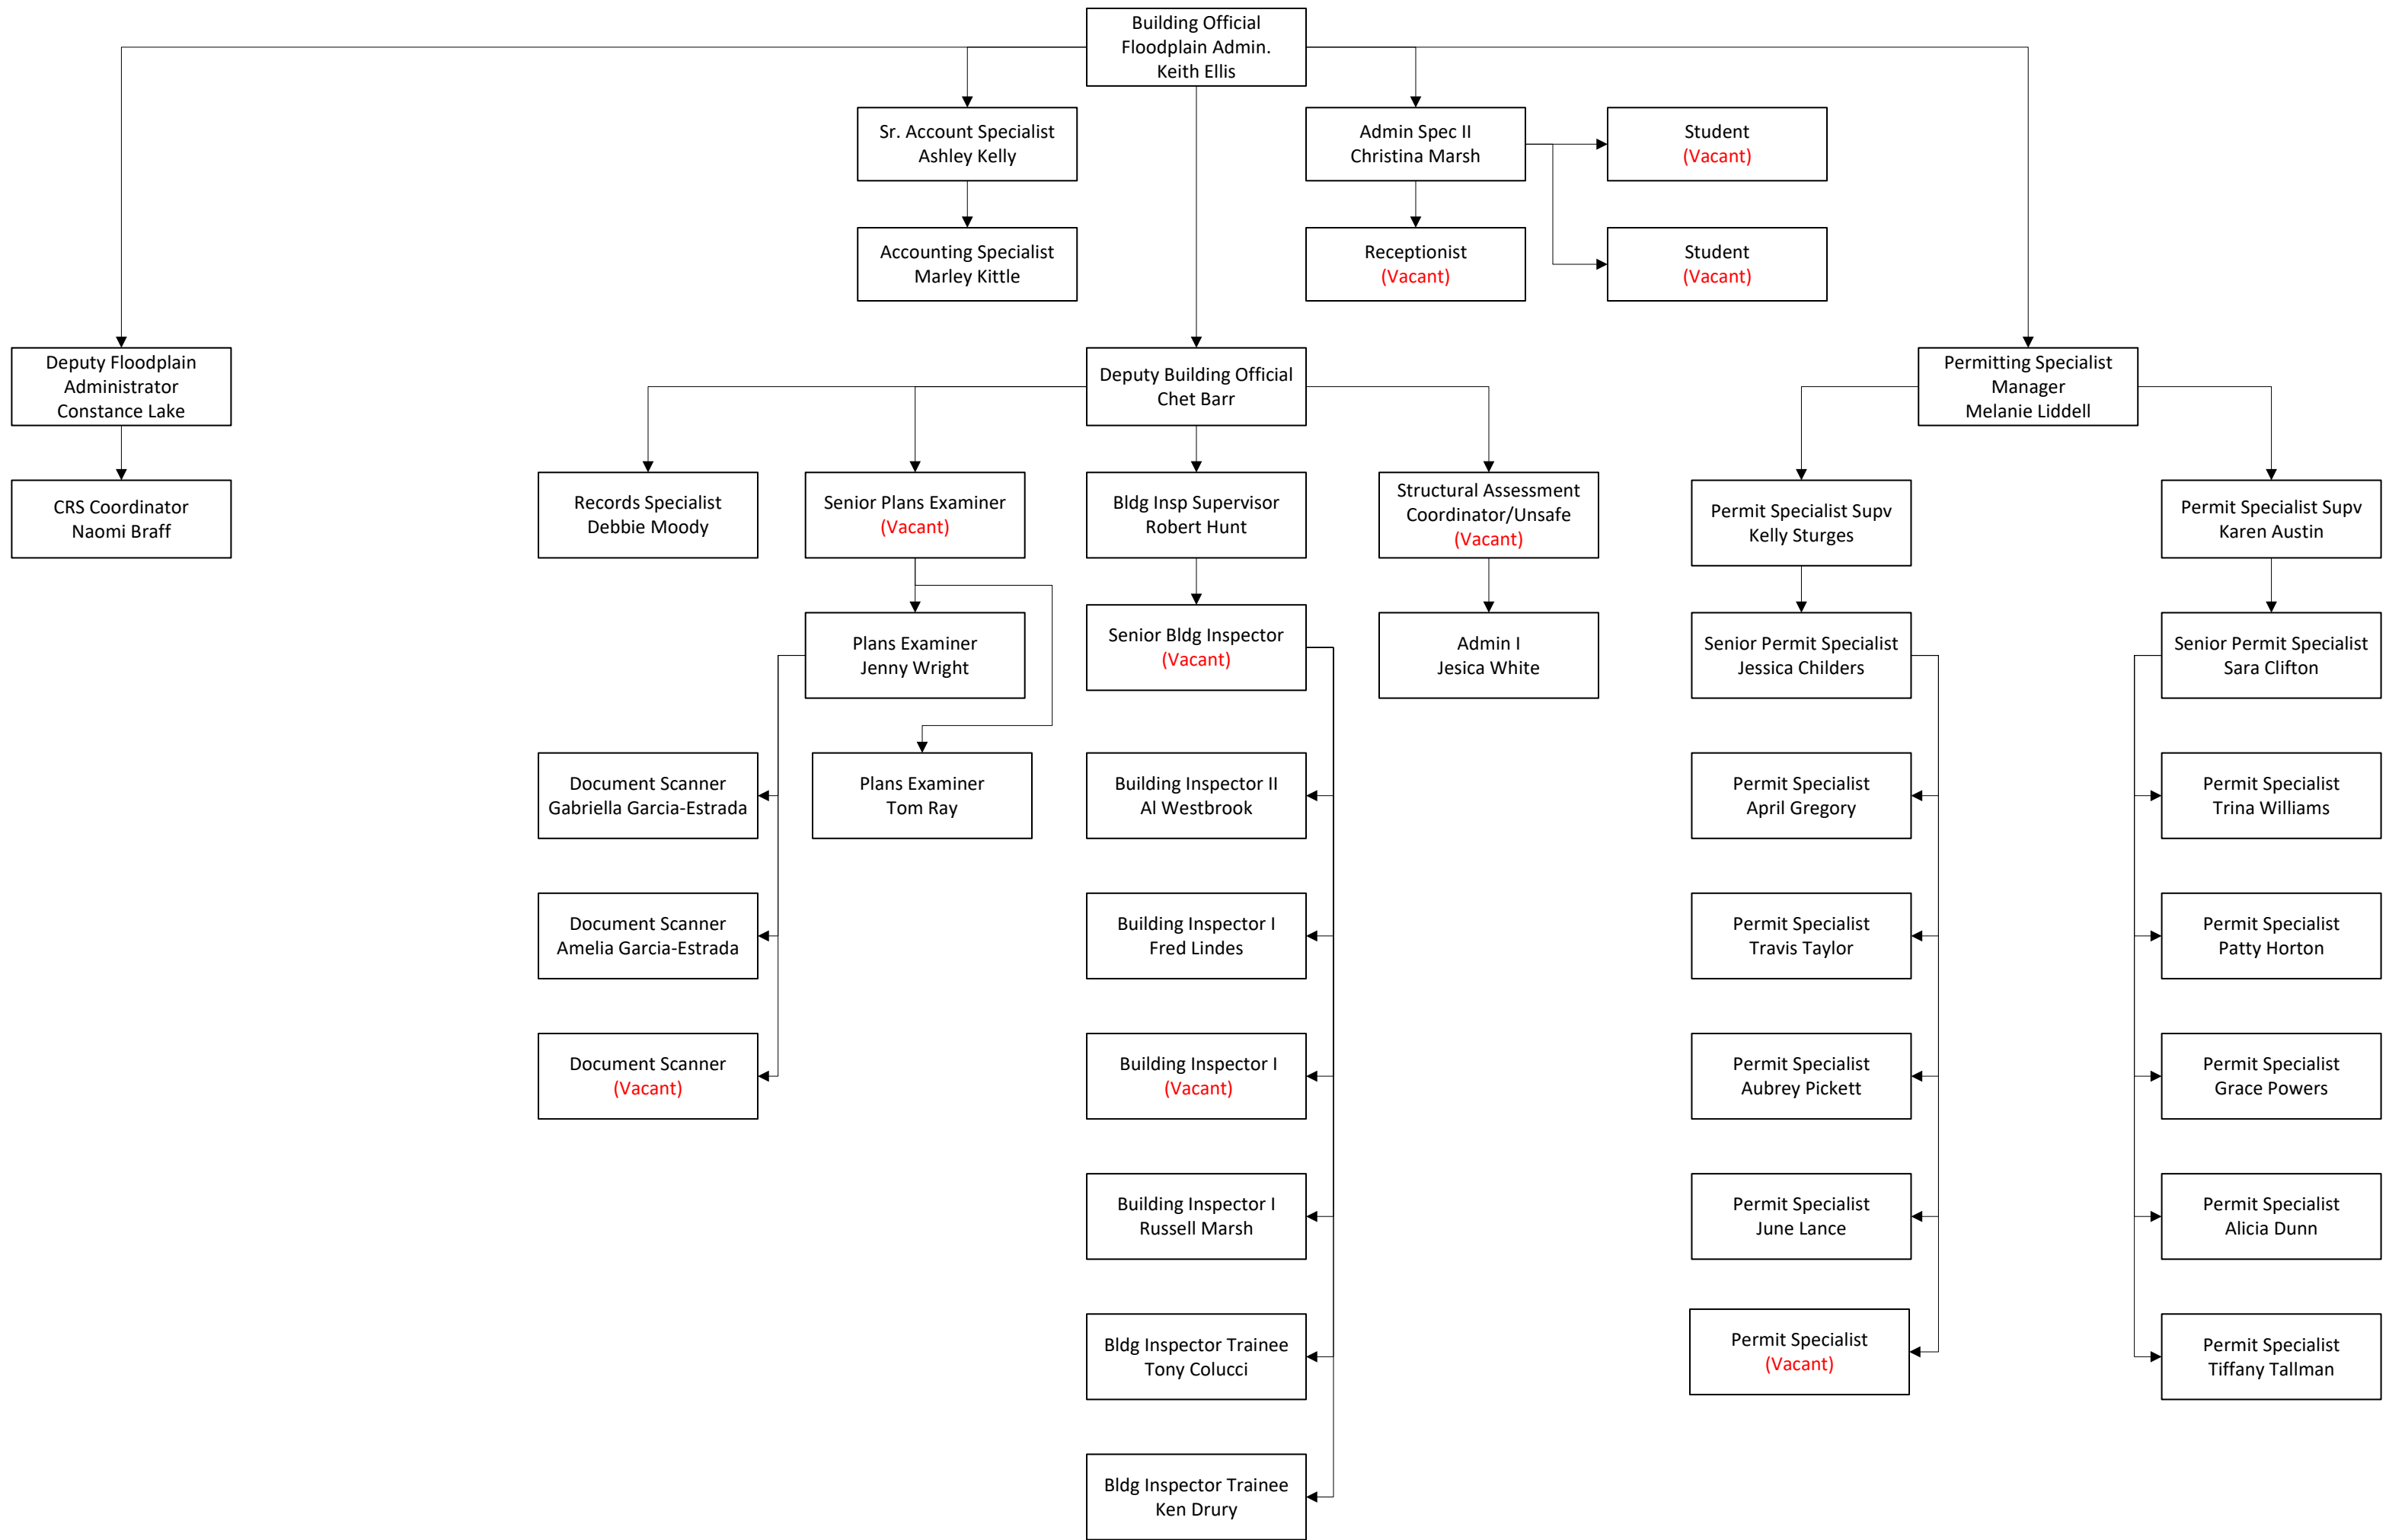 Building Official
Floodplain Admin.
Keith Ellis
Sr. Account Specialist
Ashley Kelly
Admin Spec II
Christina Marsh
Student
(Vacant)
Accounting Specialist
Marley Kittle
Receptionist
(Vacant)
Student
(Vacant)
Deputy Floodplain
Administrator
Constance Lake
Deputy Building Official
Chet Barr
Permitting Specialist
Manager
Melanie Liddell
CRS Coordinator
Naomi Braff
Records Specialist
Debbie Moody
Senior Plans Examiner
(Vacant)
Bldg Insp Supervisor
Robert Hunt
Structural Assessment
Coordinator/Unsafe
(Vacant)
Permit Specialist Supv
Kelly Sturges
Permit Specialist Supv
Karen Austin
Plans Examiner
Jenny Wright
Senior Bldg Inspector
(Vacant)
Admin I
Jesica White
Senior Permit Specialist
Jessica Childers
Senior Permit Specialist
Sara Clifton
Document Scanner
Gabriella Garcia-Estrada
Plans Examiner
Tom Ray
Building Inspector II
Al Westbrook
Permit Specialist
April Gregory
Permit Specialist
Trina Williams
Document Scanner
Amelia Garcia-Estrada
Building Inspector I
Fred Lindes
Permit Specialist
Travis Taylor
Permit Specialist
Patty Horton
Document Scanner
(Vacant)
Building Inspector I
(Vacant)
Permit Specialist
Aubrey Pickett
Permit Specialist
Grace Powers
Building Inspector I
Russell Marsh
Permit Specialist
June Lance
Permit Specialist
Alicia Dunn
Bldg Inspector Trainee
Tony Colucci
Permit Specialist
(Vacant)
Permit Specialist
Tiffany Tallman
Bldg Inspector Trainee
Ken Drury